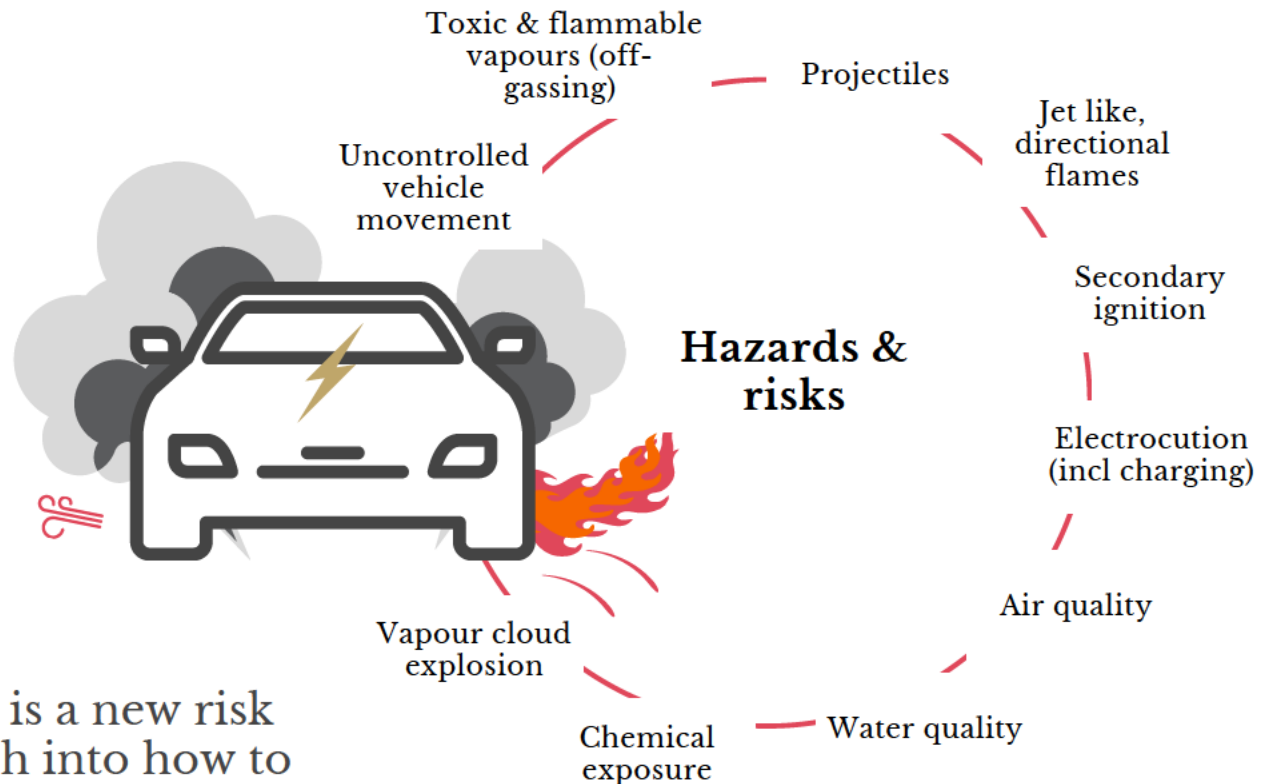 Toxic & flammable
vapours (off-
gassing)
Projectiles
Jet like,
directional
flames
Uncontrolled
vehicle
movement
Secondary
ignition
Hazards &
risks
Electrocution
(incl charging)
Air quality
Vapour cloud
explosion
Water quality
Chemical
exposure
is a new risk
h into how to